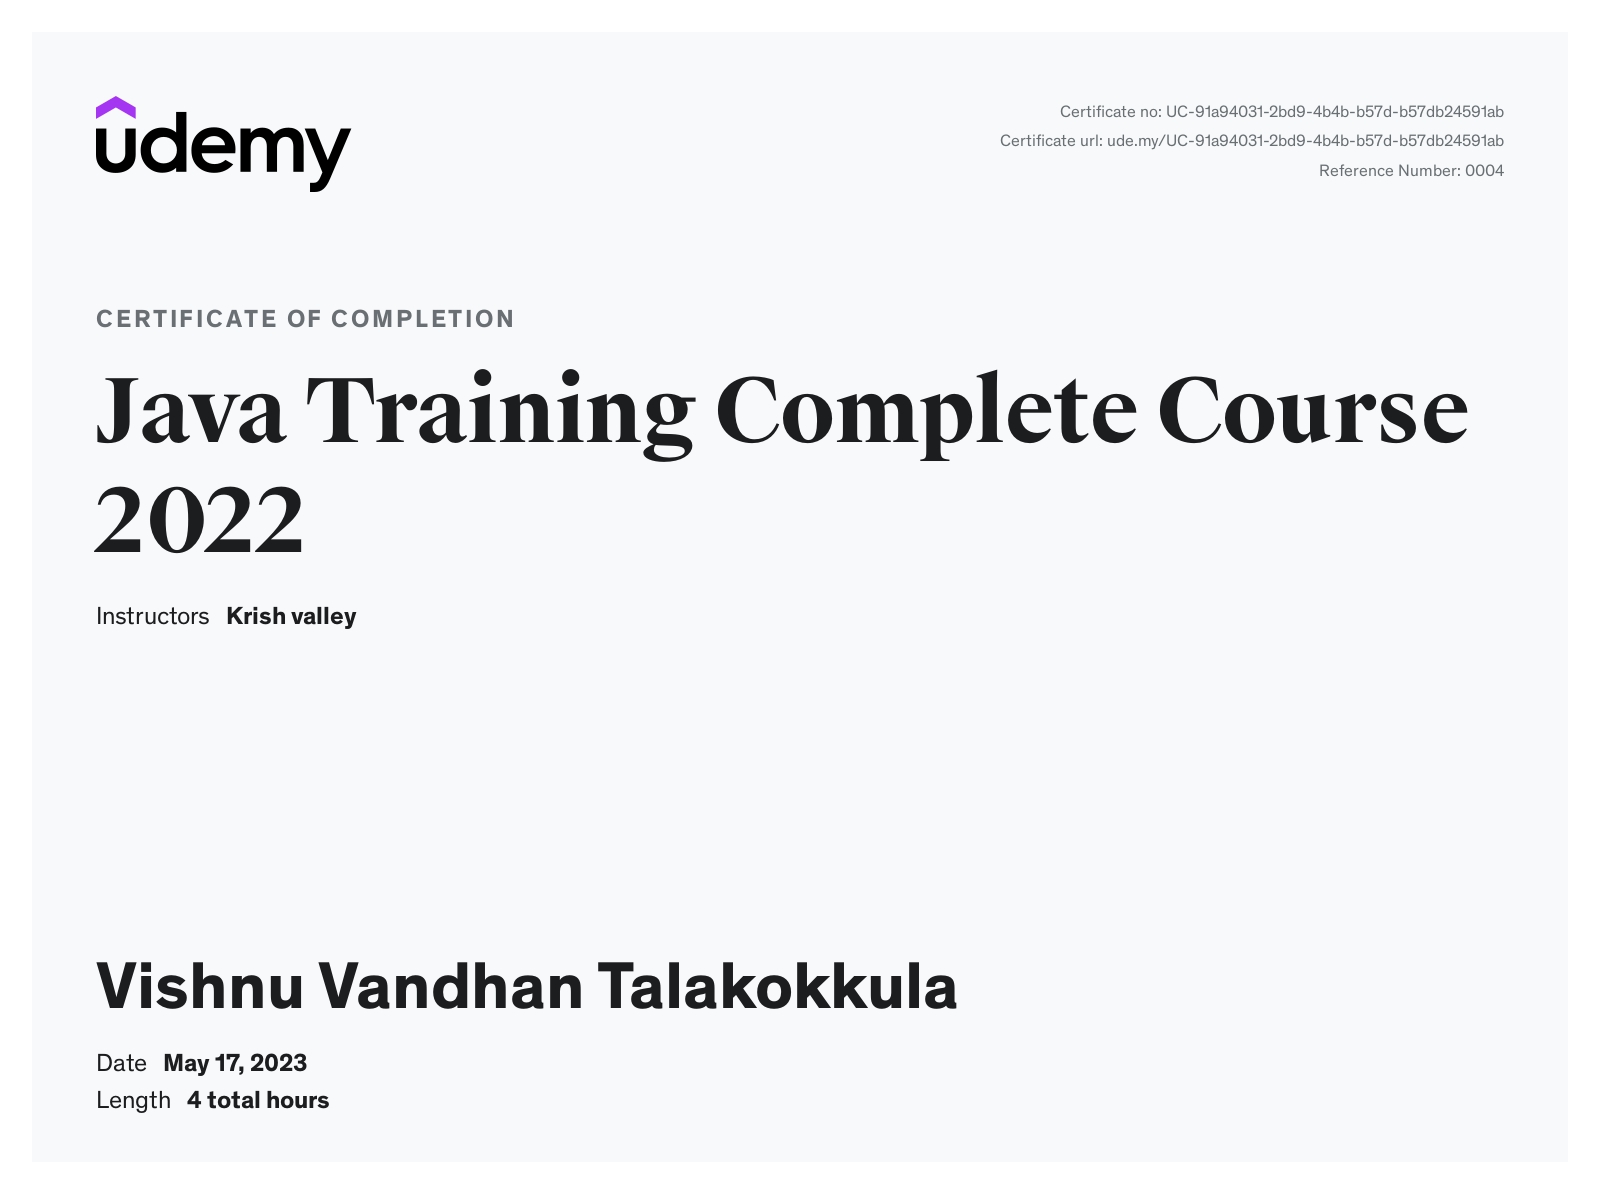 udemy
Certificate no: UC-91a94031-2bd9-4b4b-b57d-b57db24591ab
Certificate url: ude.my/UC-91a94031-2bd9-4b4b-b57d-b57db24591ab
Reference Number: 0004
CERTIFICATE OF COMPLETION
Java Training Complete Course
2022
Instructors Krish valley
Vishnu Vandhan Talakokkula
Date May 17, 2023
Length 4 total hours